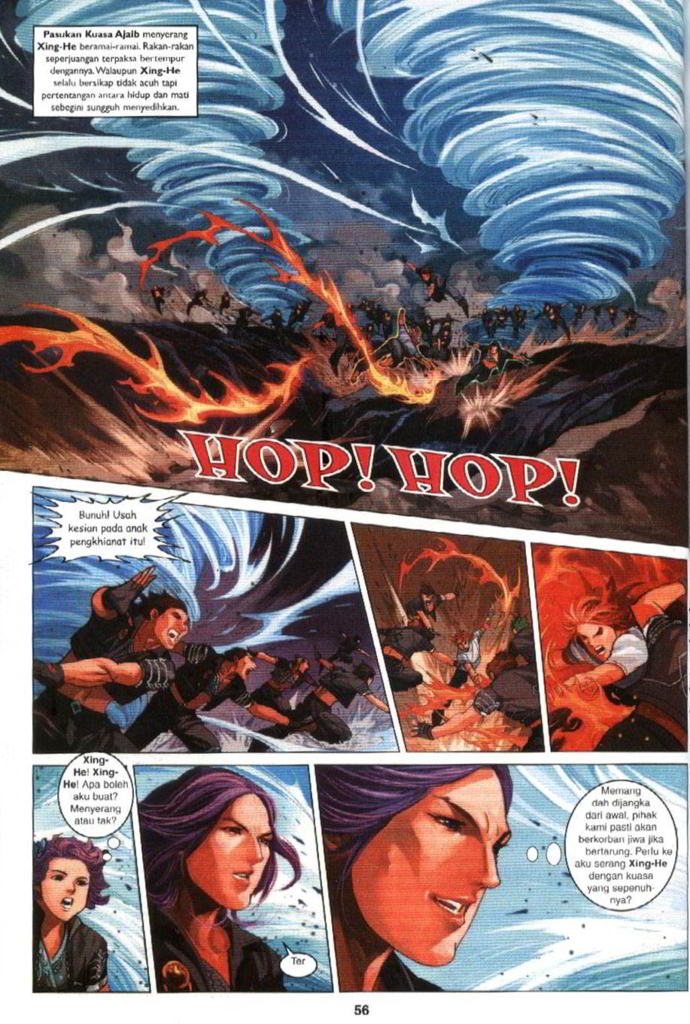 Pasukan Kuasa Ajaib menyerang
Xing-He beramai-ramai. Rakan-rakan
seperjuangan terpaksa bertempur
dengannya. Walaupun Xing-He
selalu bersikap tidak acuh tapi
pertentangan antara hidup dan mati
sebegini sungguh menyedihkan.
HOP! HOP!
Bunuh! Usah
kesian pada anak
pengkhianat itu!
Xing-
He! Xing-
He! Apa boleh
aku buat?
Menyerang
atau tak?
Ter
Memang
dah dijangka
dari awal, pihak
kami pasti akan
berkorban jiwa jika
bertarung. Perlu ke
aku serang Xing-He
dengan kuasa
yang sepenuh-
nya?
56